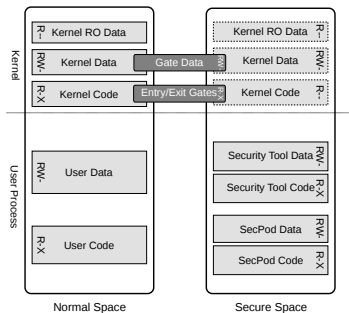 Kernel
R-- Kernel RO Data
RW- Kernel Data
R-X Kernel Code
Gate Data RW-
Entry/Exit Gates R-X
Kernel RO Data R--
Kernel Data RW-
Kernel Code R--
User Process
RW- User Data
R-X User Code
Security Tool Data RW-
Security Tool Code R-X
SecPod Data RW-
SecPod Code R-X
Normal Space
Secure Space